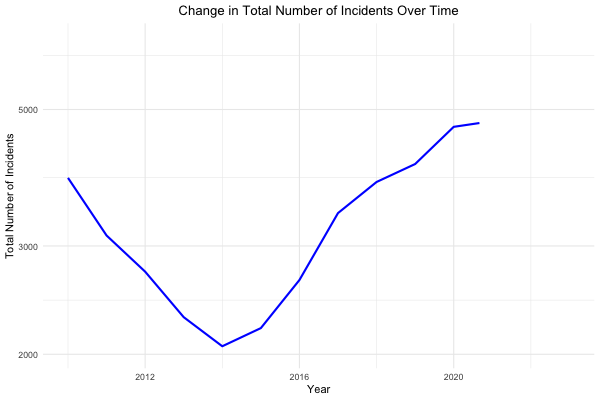 Change in Total Number of Incidents Over Time
5000
3000
2000
Total Number of Incidents
2012 2016 2020
Year